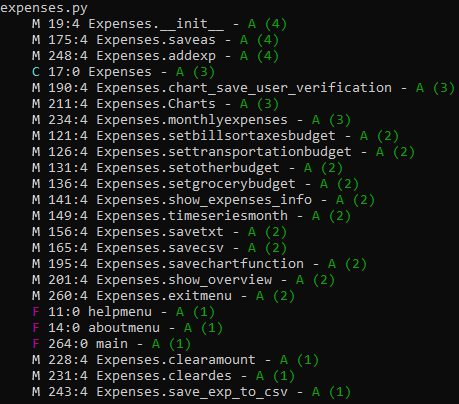 expenses.py
M 19:4 Expenses.__init__ - A (4)
M 175:4 Expenses.saveas - A (4)
M 248:4 Expenses.addexp - A (4)
C 17:0 Expenses - A (3)
M 190:4 Expenses.chart_save_user_verification - A (3)
M 211:4 Expenses.Charts - A (3)
M 234:4 Expenses.monthlyexpenses - A (3)
M 121:4 Expenses.setbillsortaxesbudget - A (2)
M 126:4 Expenses.settransportationbudget - A (2)
M 131:4 Expenses.setotherbudget - A (2)
M 136:4 Expenses.setgrocerybudget - A (2)
M 141:4 Expenses.show_expenses_info - A (2)
M 149:4 Expenses.timeseriesmonth - A (2)
M 156:4 Expenses.savetxt - A (2)
M 165:4 Expenses.savecsv - A (2)
M 195:4 Expenses.savechartfunction - A (2)
M 201:4 Expenses.show_overview - A (2)
M 260:4 Expenses.exitmenu - A (2)
F 11:0 helpmenu - A (1)
F 14:0 aboutmenu - A (1)
F 264:0 main - A (1)
M 228:4 Expenses.clearamount - A (1)
M 231:4 Expenses.cleardes - A (1)
M 243:4 Expenses.save_exp_to_csv - A (1)